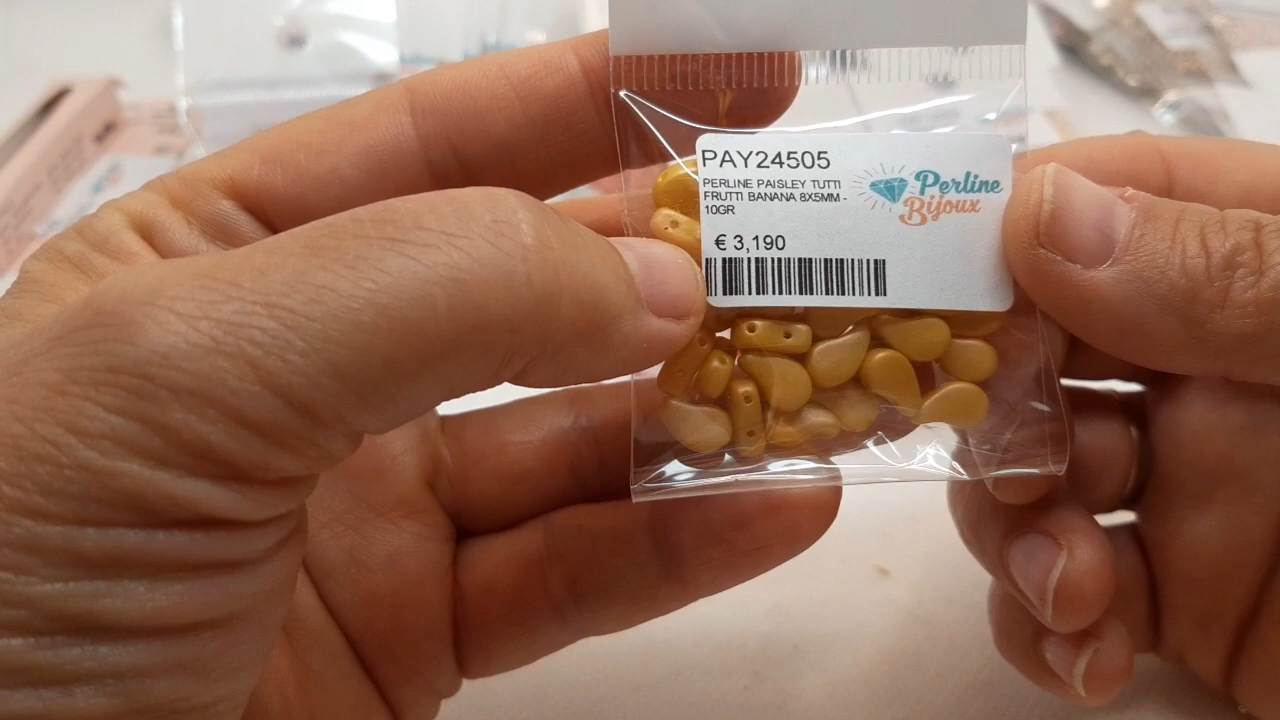 PAY24505
PERLINE PAISLEY TUTTI
FRUTTI BANANA 8X5MM -
10GR
€ 3,190
Perline
Bijoux